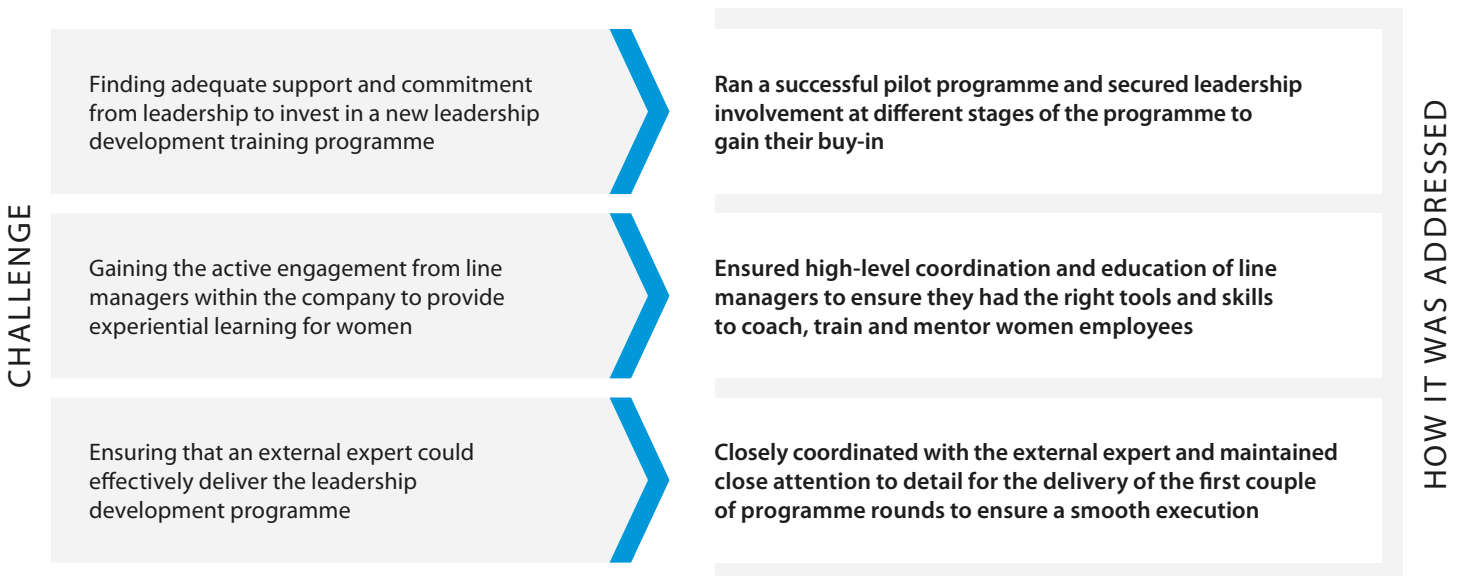 CHALLENGE
Finding adequate support and commitment
from leadership to invest in a new leadership
development training programme
Ran a successful pilot programme and secured leadership
involvement at different stages of the programme to
gain their buy-in
Gaining the active engagement from line
managers within the company to provide
experiential learning for women
Ensured high-level coordination and education of line
managers to ensure they had the right tools and skills
to coach, train and mentor women employees
Ensuring that an external expert could
effectively deliver the leadership
development programme
Closely coordinated with the external expert and maintained
close attention to detail for the delivery of the first couple
of programme rounds to ensure a smooth execution
HOW IT WAS ADDRESSED